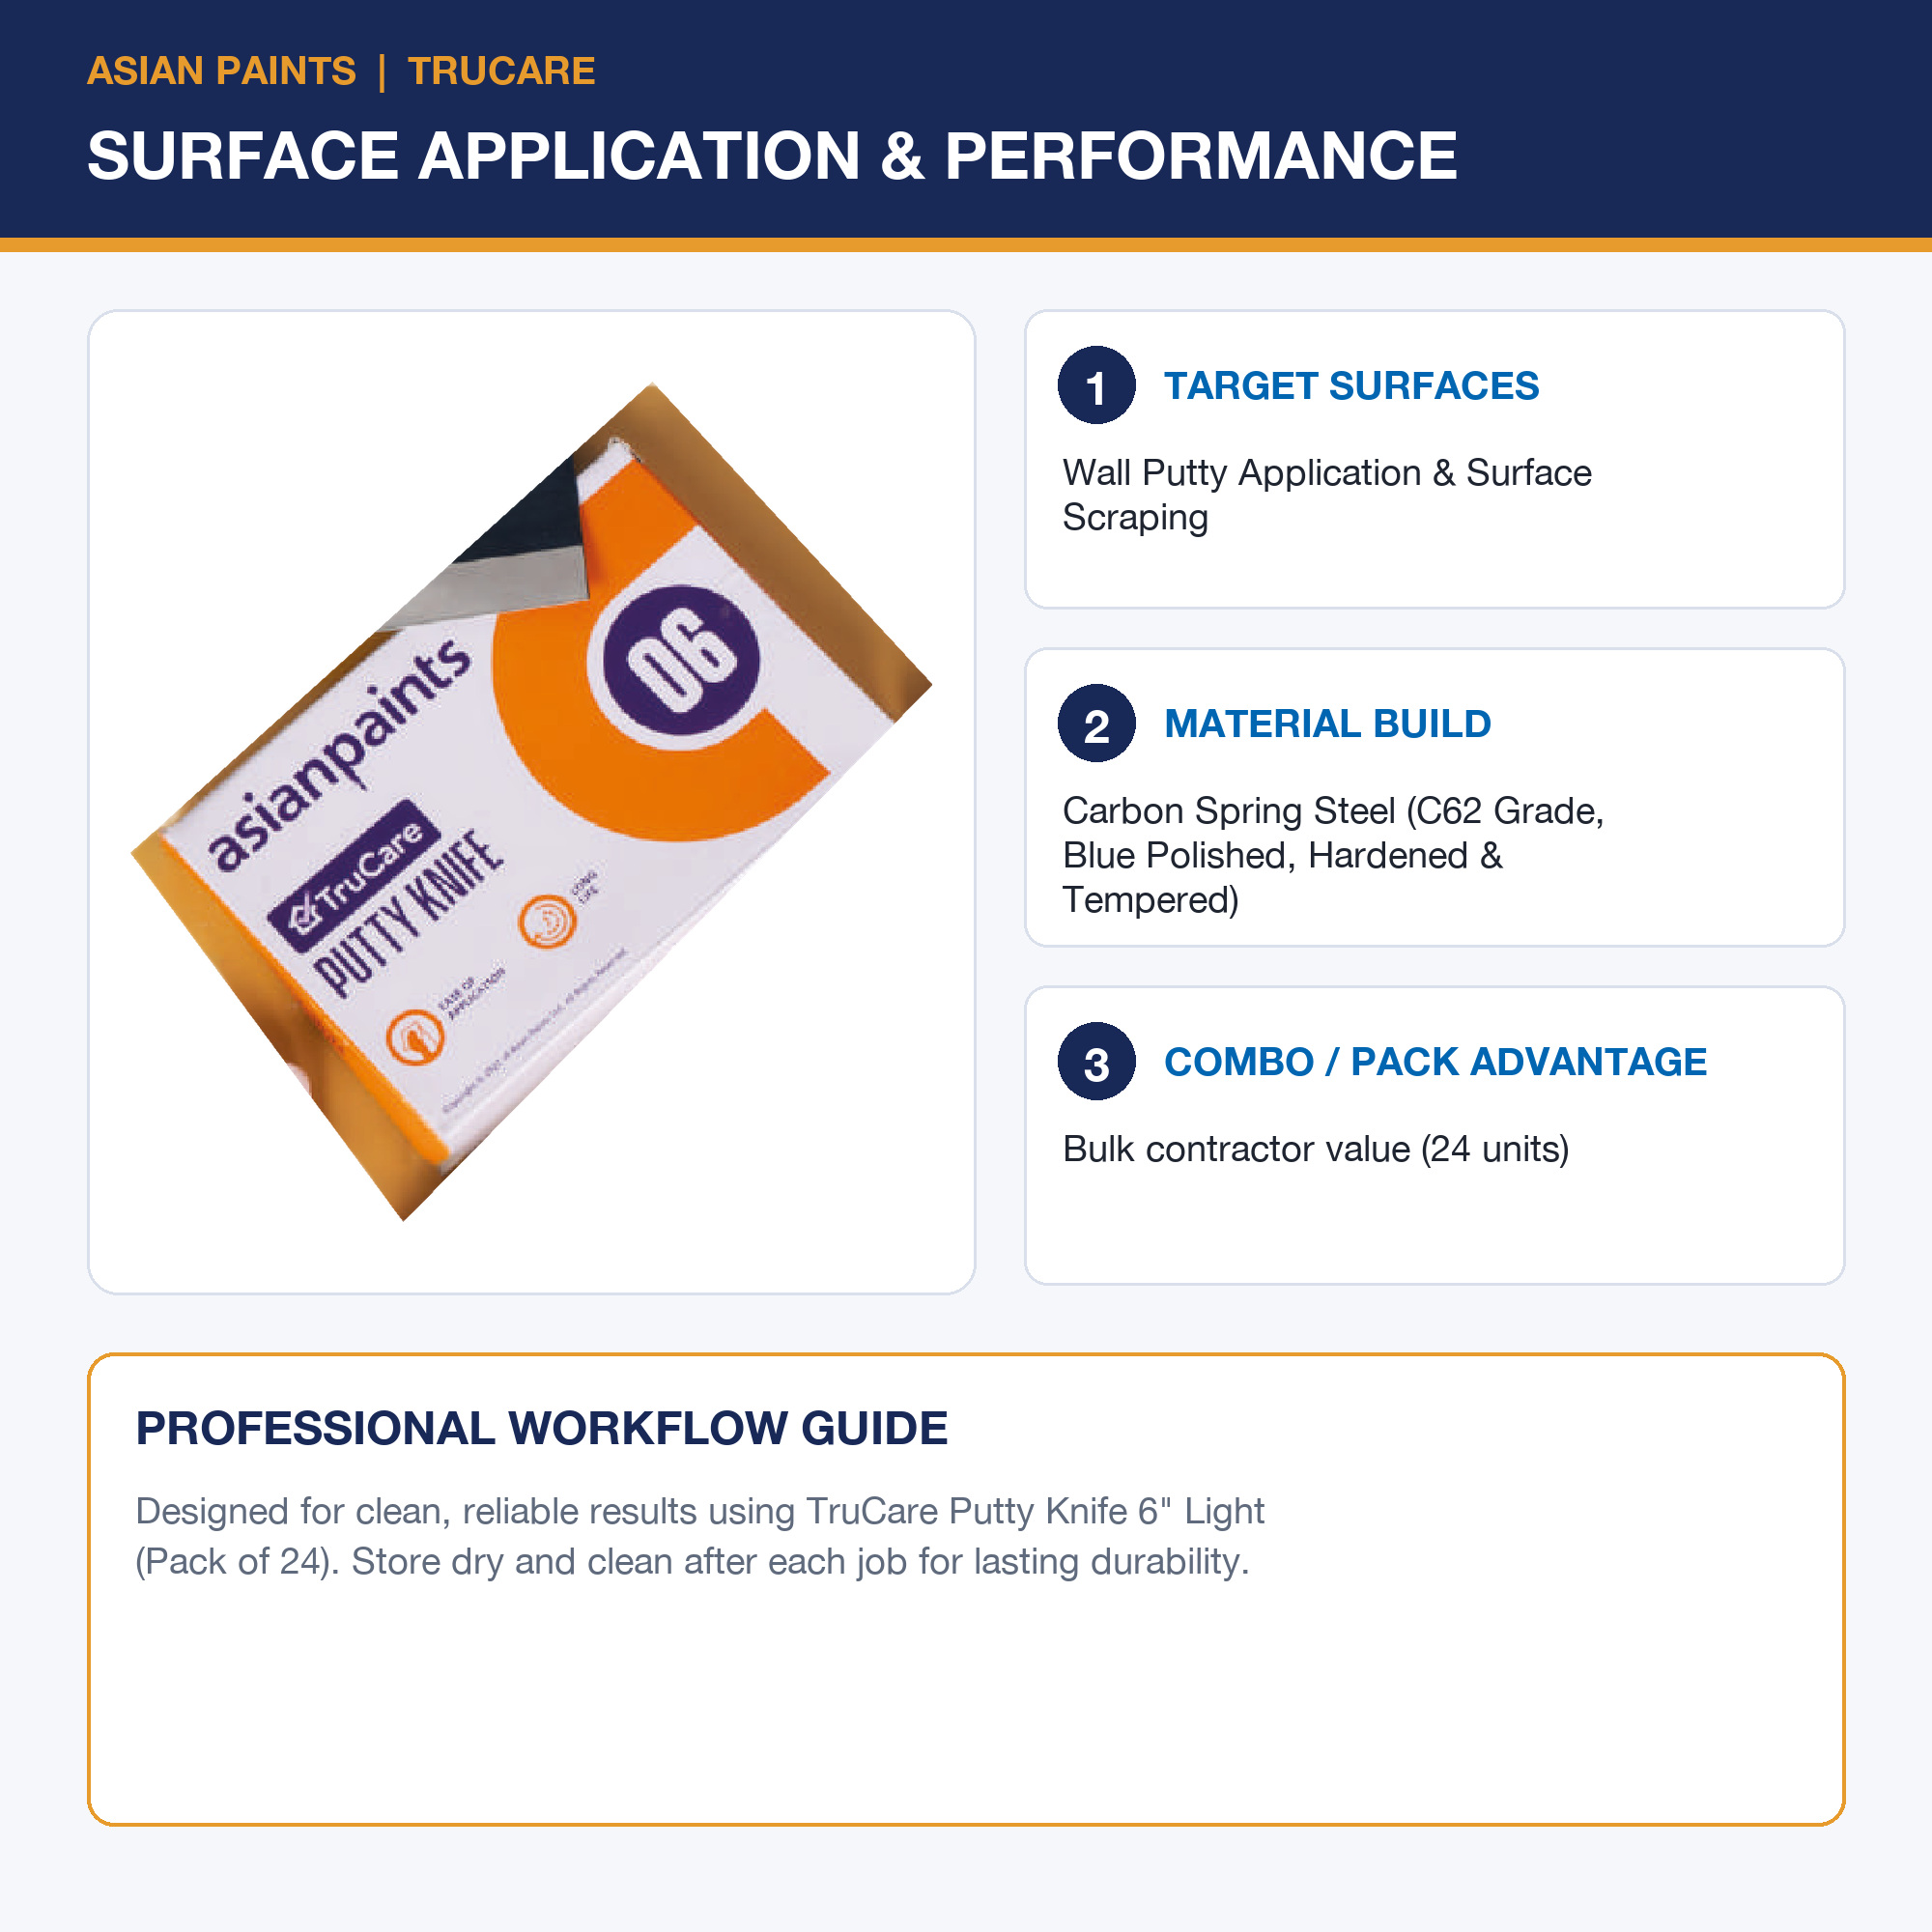 ASIAN PAINTS | TRUCARE
SURFACE APPLICATION & PERFORMANCE
06
asianpaints
TruCare
PUTTY KNIFE
LONG
LIFE
EASE OF
APPLICATION
1 TARGET SURFACES
Wall Putty Application & Surface
Scraping
2 MATERIAL BUILD
Carbon Spring Steel (C62 Grade,
Blue Polished, Hardened &
Tempered)
3 COMBO / PACK ADVANTAGE
Bulk contractor value (24 units)
PROFESSIONAL WORKFLOW GUIDE
Designed for clean, reliable results using TruCare Putty Knife 6" Light
(Pack of 24). Store dry and clean after each job for lasting durability.